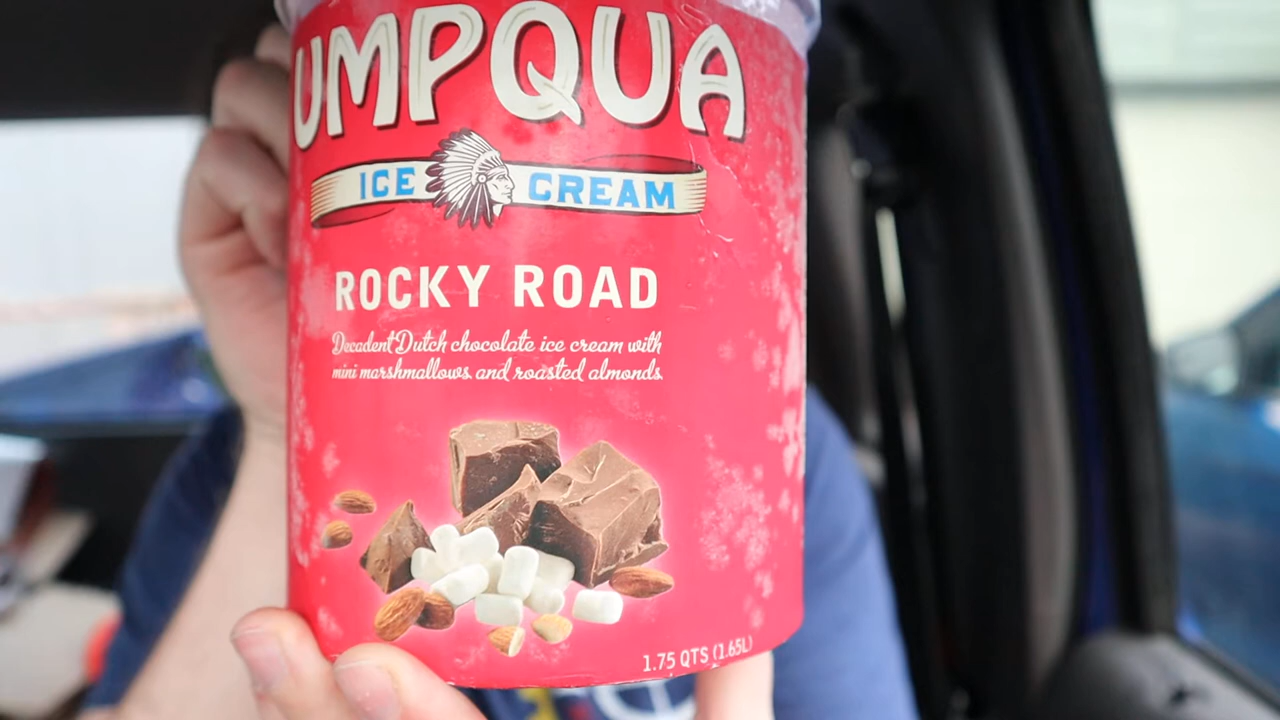 UMPQUA
ICE CREAM
ROCKY ROAD
Decadent Dutch chocolate ice cream with
mini marshmallows and roasted almonds.
1.75 QTS (1.65L)